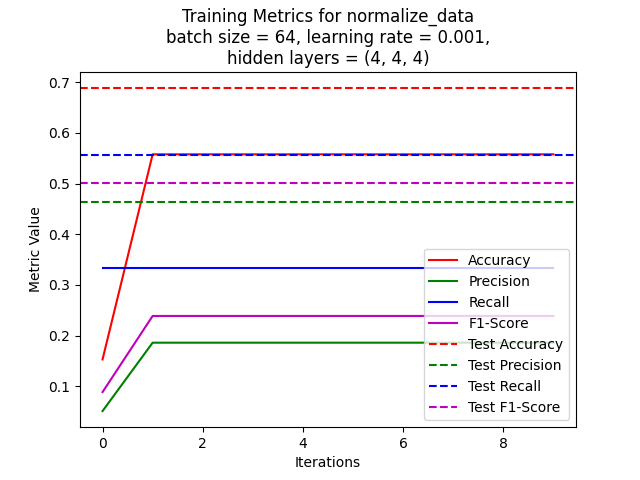 Training Metrics for normalize_data
batch size = 64, learning rate = 0.001,
hidden layers = (4, 4, 4)
Metric Value
0.7
0.6
0.5
0.4
0.3
0.2
0.1
Accuracy
Precision
Recall
F1-Score
Test Accuracy
Test Precision
Test Recall
Test F1-Score
0 2 4 6 8
Iterations